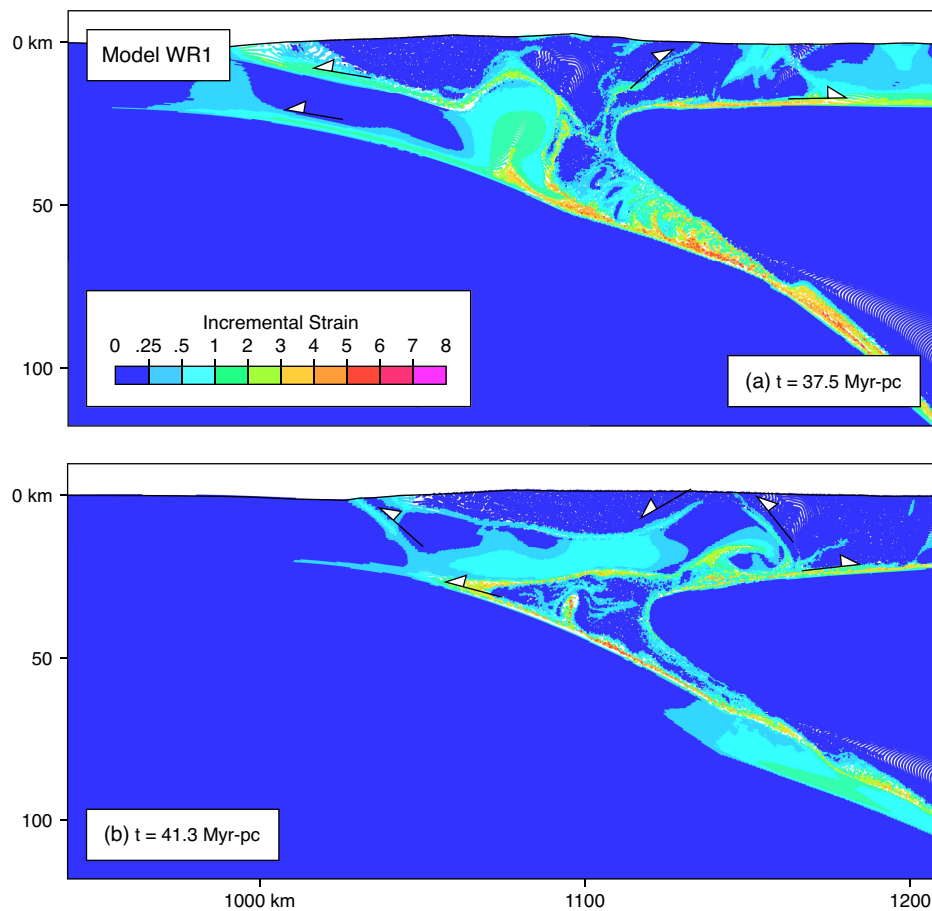 0 km
Model WR1
50
Incremental Strain
0 .25 .5 1 2 3 4 5 6 7 8
100
(a) t = 37.5 Myr-pc
0 km
50
100
(b) t = 41.3 Myr-pc
1000 km 1100 1200